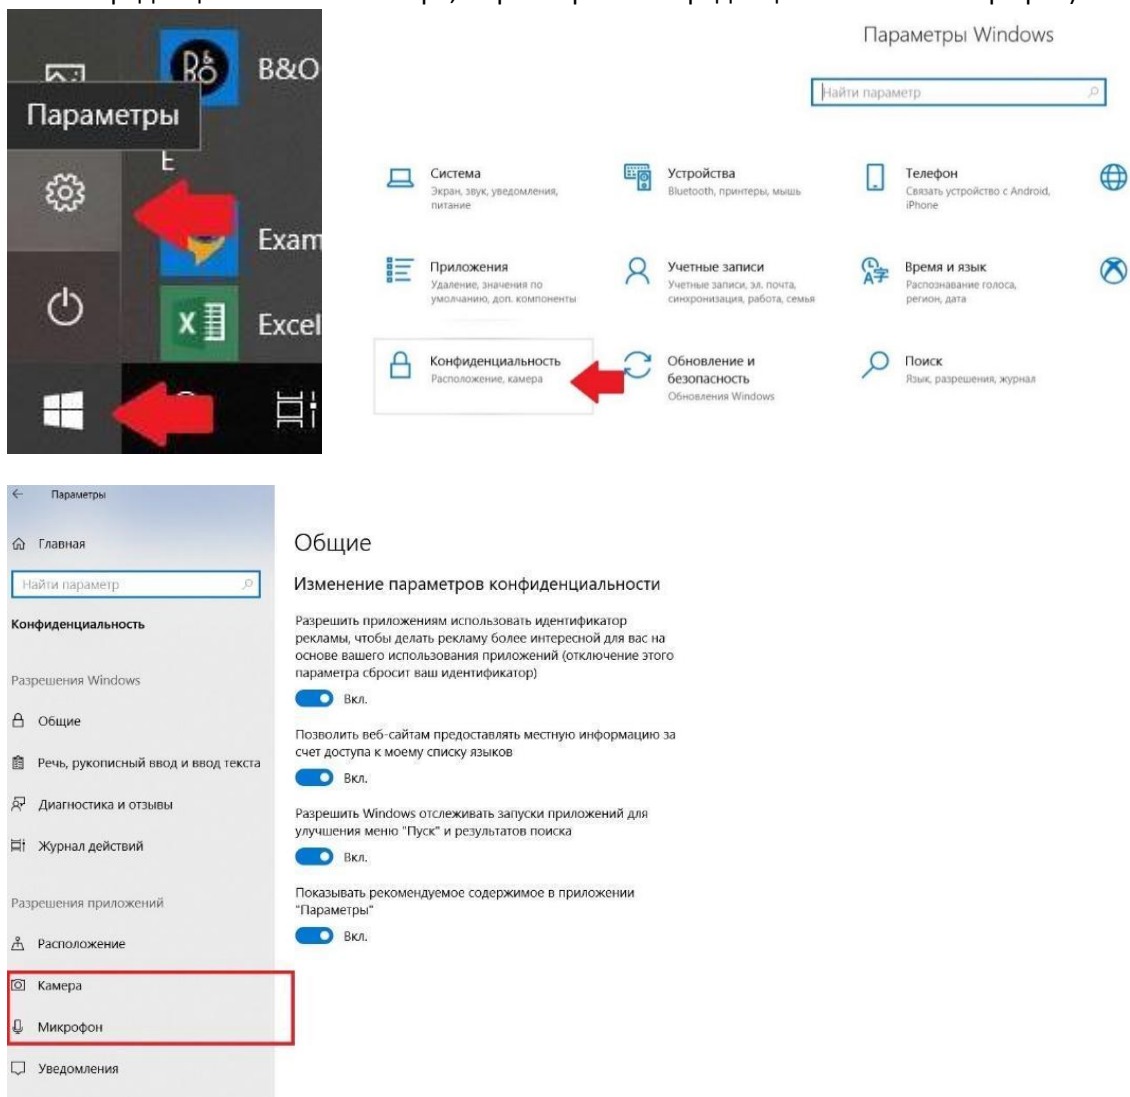 Параметры
B&O
E
Exam
Excel
Параметры Windows
Найти параметр
Система
Экран, звук, уведомления,
питание
Устройства
Bluetooth, принтеры, мышь
Телефон
Связать устройство с Android,
iPhone
Приложения
Удаление, значения по
умолчанию, доп. компоненты
Учетные записи
Учетные записи, эл. почта,
синхронизация, работа, семья
Время и язык
Распознавание голоса,
регион, дата
Конфиденциальность
Расположение, камера
Обновление и
безопасность
Обновления Windows
Поиск
Язык, разрешения, журнал
Параметры
Главная
Найти параметр
Конфиденциальность
Разрешения Windows
Общие
Речь, рукописный ввод и ввод текста
Диагностика и отзывы
Журнал действий
Разрешения приложений
Расположение
Камера
Микрофон
Уведомления
Общие
Изменение параметров конфиденциальности
Разрешить приложениям использовать идентификатор
рекламы, чтобы делать рекламу более интересной для вас на
основе вашего использования приложений (отключение этого
параметра сбросит ваш идентификатор)
Вкл.
Позволить веб-сайтам предоставлять местную информацию за
счет доступа к моему списку языков
Вкл.
Разрешить Windows отслеживать запуски приложений для
улучшения меню "Пуск" и результатов поиска
Вкл.
Показывать рекомендуемое содержимое в приложении
"Параметры"
Вкл.